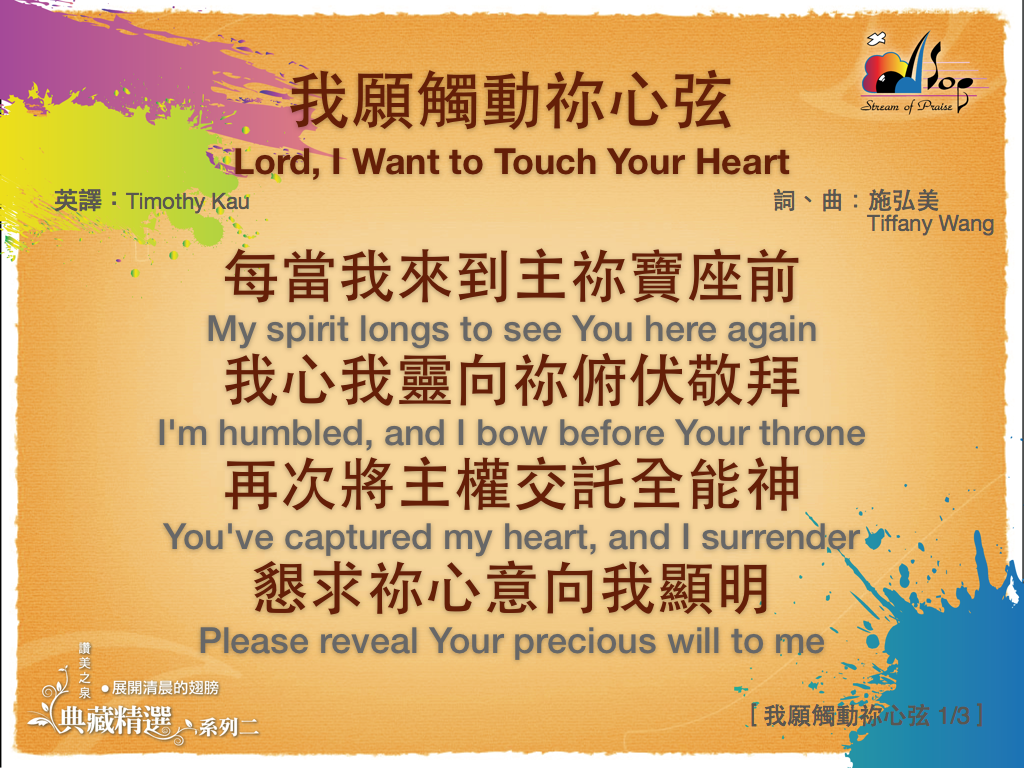 我願觸動祢心弦
Lord, I Want to Touch Your Heart
SOP
Stream of Praise
英譯：Timothy Kau
詞、曲：施弘美
Tiffany Wang
每當我來到主祢寶座前
My spirit longs to see You here again
我心我靈向祢俯伏敬拜
I'm humbled, and I bow before Your throne
再次將主權交託全能神
You've captured my heart, and I surrender
懇求祢心意向我顯明
Please reveal Your precious will to me
讚美之泉
●展開清晨的翅膀
典藏精選 系列二
[ 我願觸動祢心弦 1/3 ]